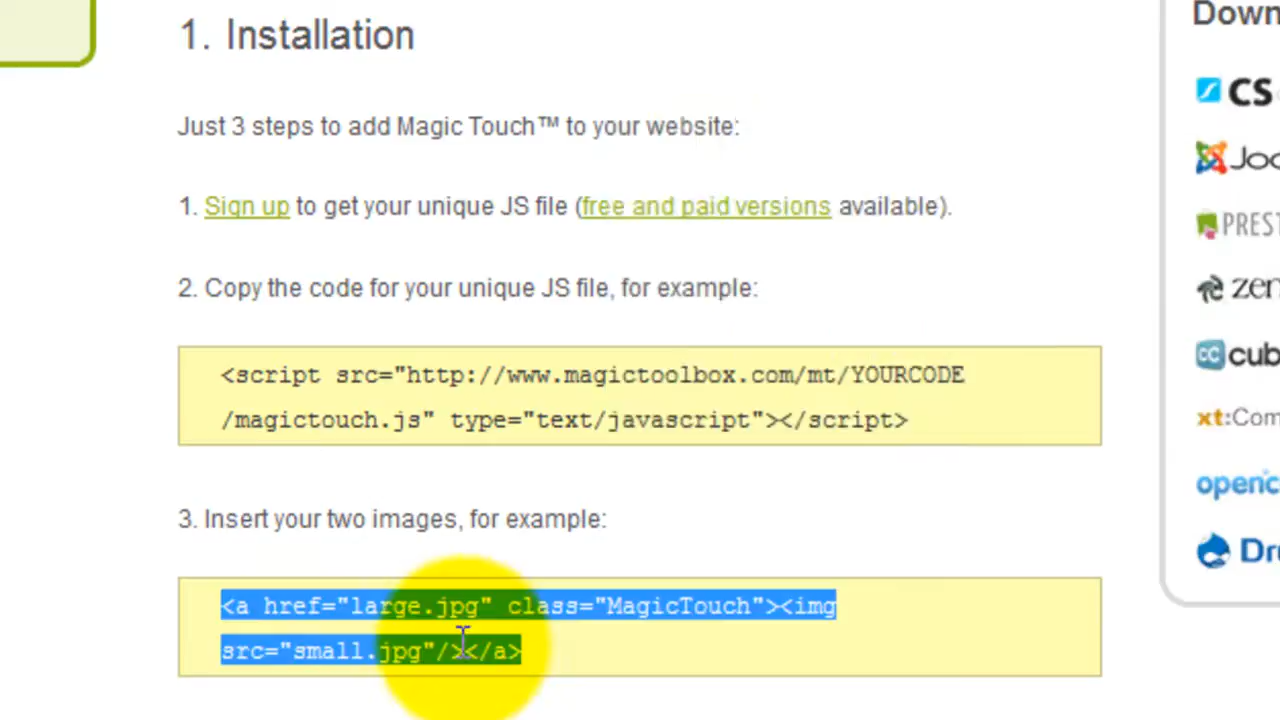 1. Installation
Just 3 steps to add Magic Touch™ to your website:
1. Sign up to get your unique JS file (free and paid versions available).
2. Copy the code for your unique JS file, for example:
<script src="http://www.magictoolbox.com/mt/YOURCODE
/magictouch.js" type="text/javascript"></script>
3. Insert your two images, for example:
<a href="large.jpg" class="MagicTouch"><img
src="small.jpg"/></a>
Down
CS
Joo
PREST
zen
cub
xt:Com
openc
Dru